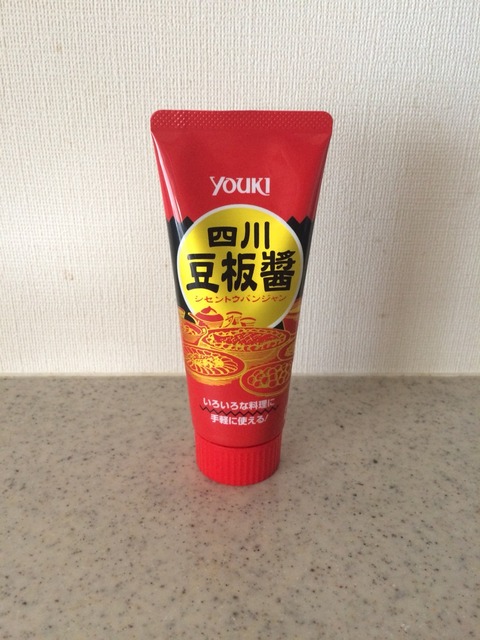 YOUKI
四川
豆板醤
シセントウバンジャン
いろいろな料理に
手軽に使える!